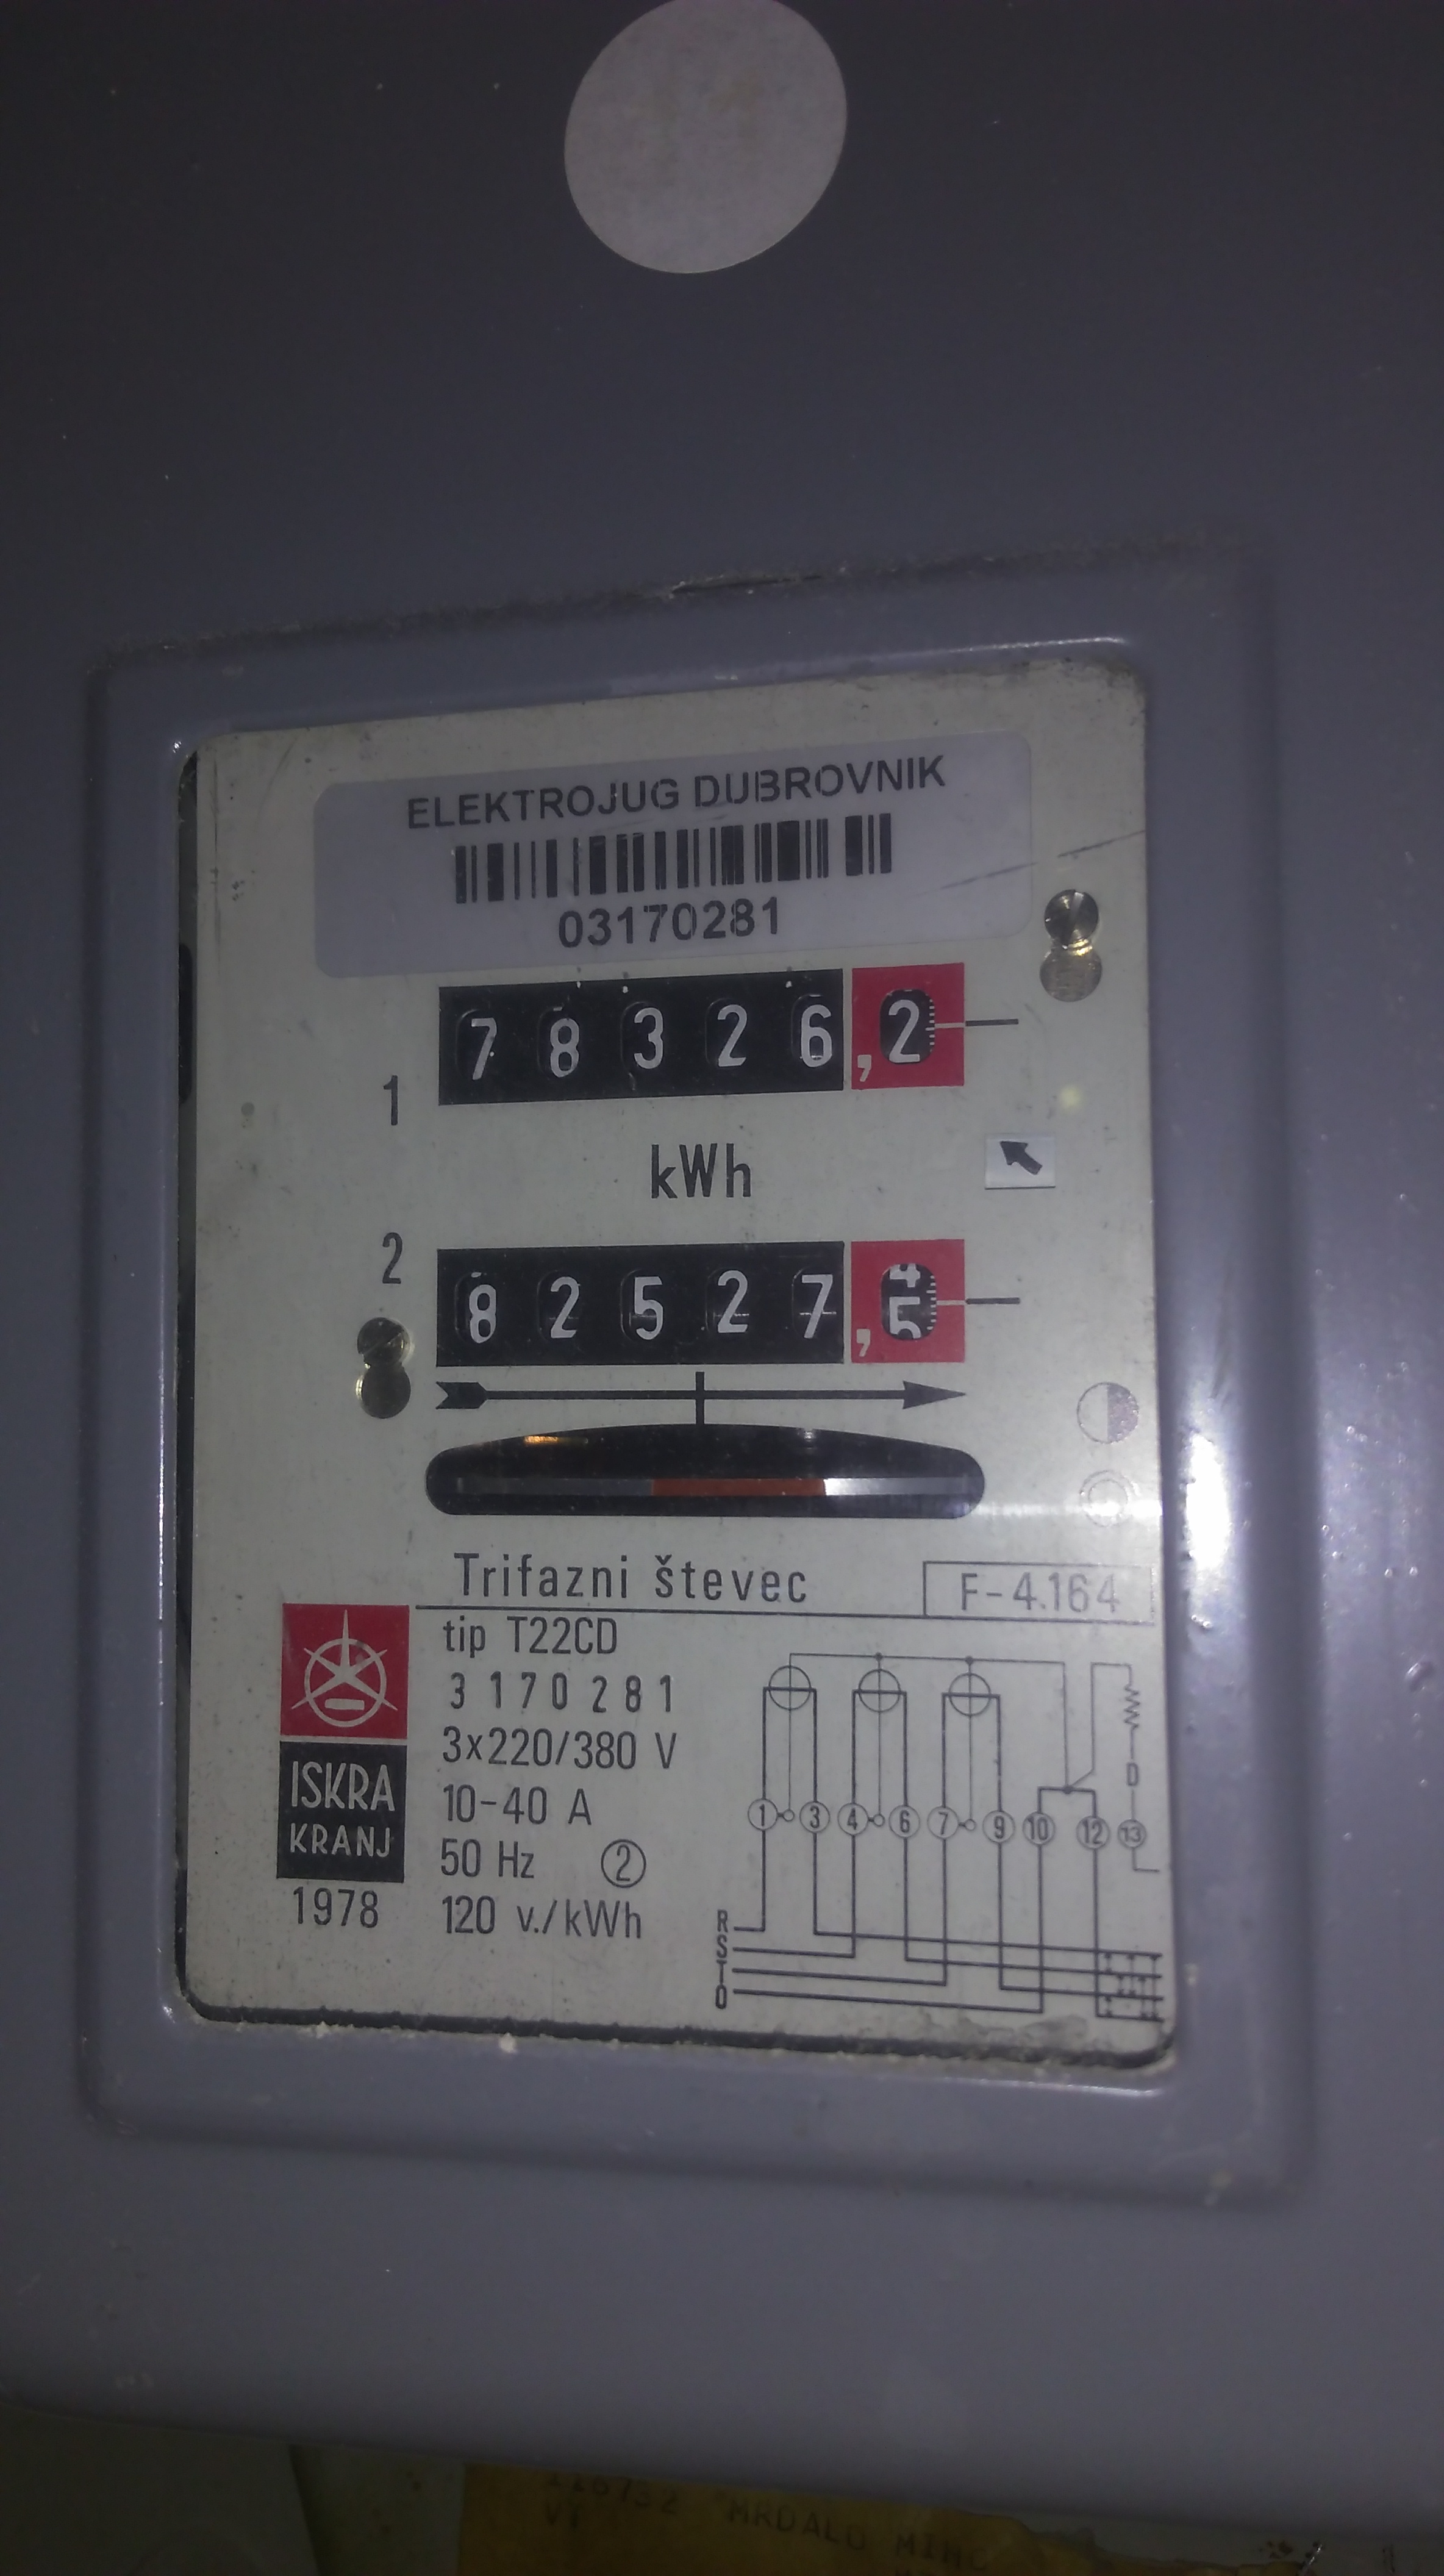 ELEKTROJUG DUBROVNIK
03170281
1
78326,2
kWh
2
82527,5
Trifazni števec
F-4.164
tip T22CD
3170281
3x220/380 V
10-40 A
50 Hz 2
120 v./kWh
ISKRA
KRANJ
1978
1 3 4 6 7 9 10 12 13
D
R
S
T
0
MRDALO